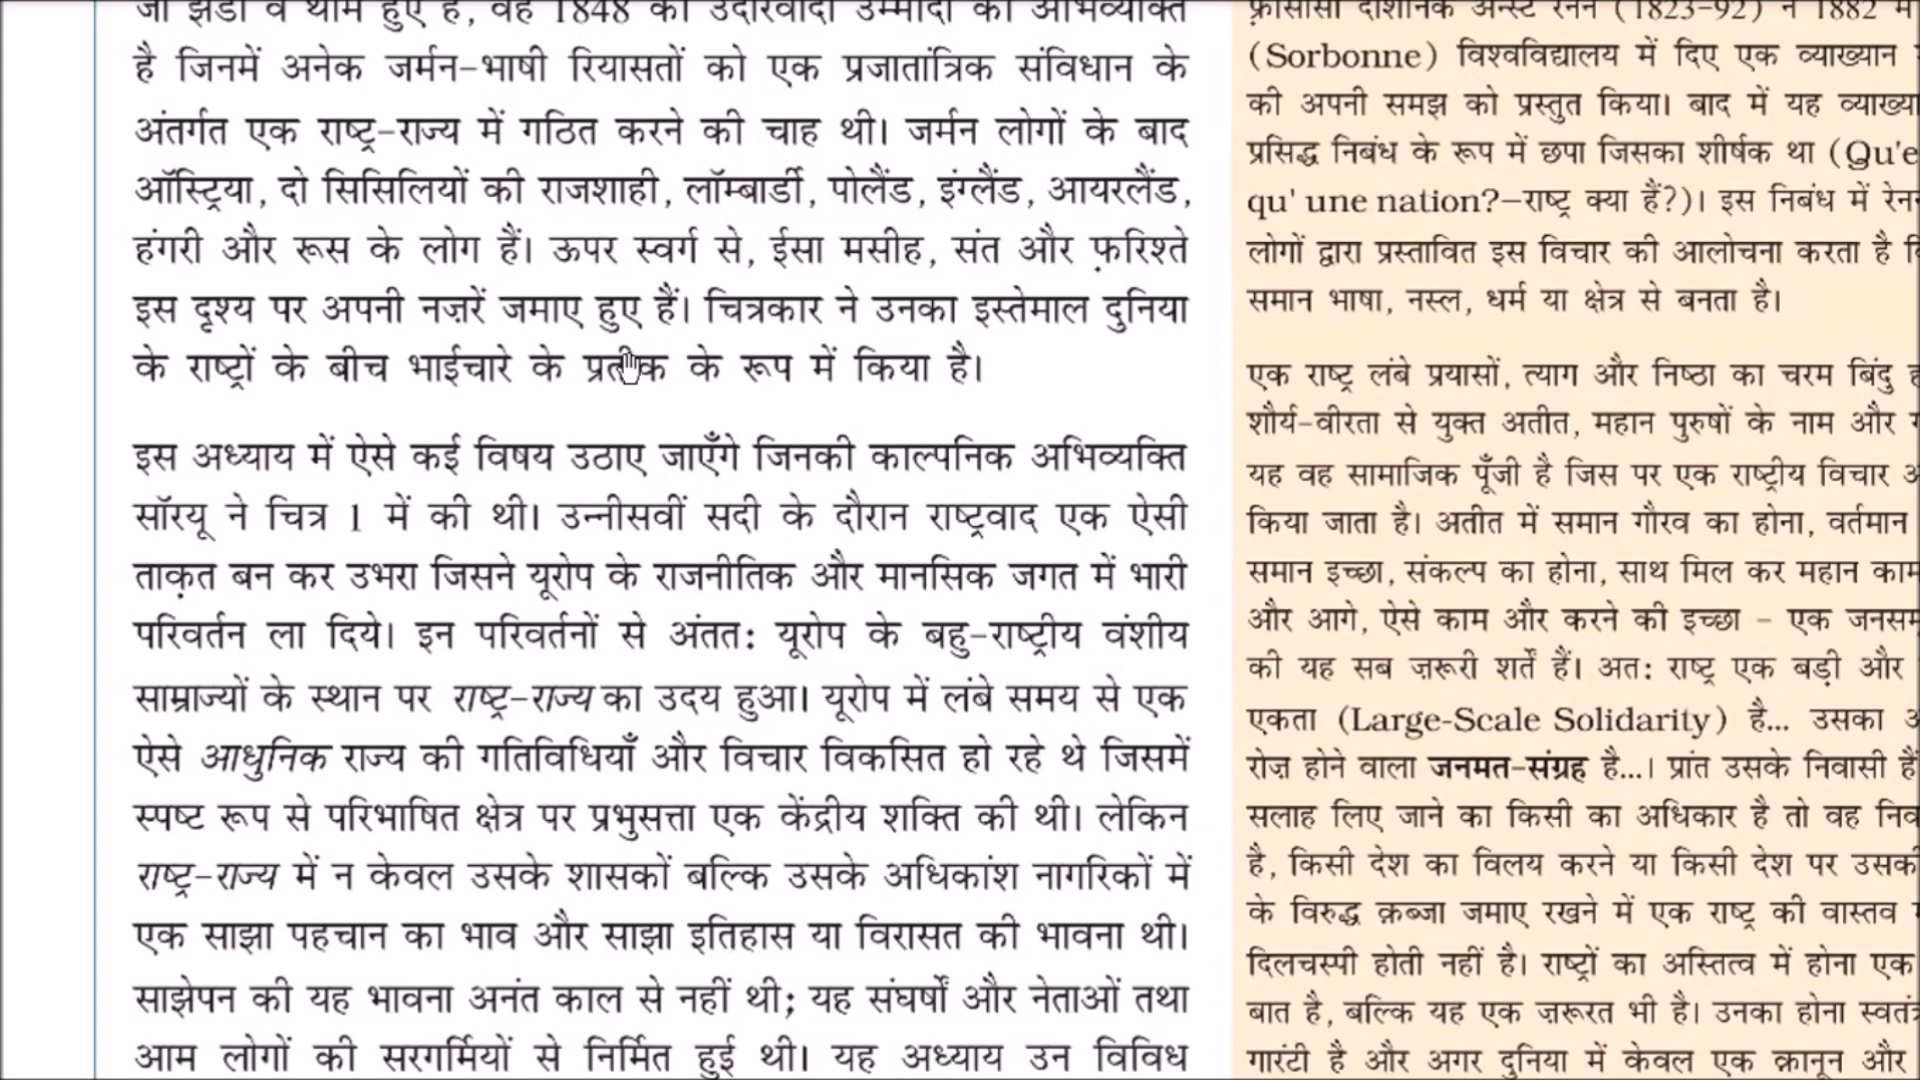 जो झंडा वे थामे हुए हैं, वह 1848 की उदारवादी उम्मीदों की अभिव्यक्ति
है जिनमें अनेक जर्मन-भाषी रियासतों को एक प्रजातांत्रिक संविधान के
अंतर्गत एक राष्ट्र-राज्य में गठित करने की चाह थी। जर्मन लोगों के बाद
ऑस्ट्रिया, दो सिसिलियों की राजशाही, लॉम्बार्डी, पोलैंड, इंग्लैंड, आयरलैंड,
हंगरी और रूस के लोग हैं। ऊपर स्वर्ग से, ईसा मसीह, संत और फ़रिश्ते
इस दृश्य पर अपनी नज़रें जमाए हुए हैं। चित्रकार ने उनका इस्तेमाल दुनिया
के राष्ट्रों के बीच भाईचारे के प्रतीक के रूप में किया है।
इस अध्याय में ऐसे कई विषय उठाए जाएँगे जिनकी काल्पनिक अभिव्यक्ति
सॉरयू ने चित्र 1 में की थी। उन्नीसवीं सदी के दौरान राष्ट्रवाद एक ऐसी
ताक़त बन कर उभरा जिसने यूरोप के राजनीतिक और मानसिक जगत में भारी
परिवर्तन ला दिये। इन परिवर्तनों से अंतत: यूरोप के बहु-राष्ट्रीय वंशीय
साम्राज्यों के स्थान पर राष्ट्र-राज्य का उदय हुआ। यूरोप में लंबे समय से एक
ऐसे आधुनिक राज्य की गतिविधियाँ और विचार विकसित हो रहे थे जिसमें
स्पष्ट रूप से परिभाषित क्षेत्र पर प्रभुसत्ता एक केंद्रीय शक्ति की थी। लेकिन
राष्ट्र-राज्य में न केवल उसके शासकों बल्कि उसके अधिकांश नागरिकों में
एक साझा पहचान का भाव और साझा इतिहास या विरासत की भावना थी।
साझेपन की यह भावना अनंत काल से नहीं थी; यह संघर्षों और नेताओं तथा
आम लोगों की सरगर्मियों से निर्मित हुई थी। यह अध्याय उन विविध
फ़्रांसीसी दार्शनिक अर्न्स्ट रेनन (1823-92) ने 1882 में
(Sorbonne) विश्वविद्यालय में दिए एक व्याख्यान
की अपनी समझ को प्रस्तुत किया। बाद में यह
प्रसिद्ध निबंध के रूप में छपा जिसका शीर्षक था (Qu'e
qu' une nation?–राष्ट्र क्या हैं?)। इस निबंध में
लोगों द्वारा प्रस्तावित इस विचार की आलोचना करता है
समान भाषा, नस्ल, धर्म या क्षेत्र से बनता है।
एक राष्ट्र लंबे प्रयासों, त्याग और निष्ठा का चरम बिंदु
शौर्य-वीरता से युक्त अतीत, महान पुरुषों के नाम और
यह वह सामाजिक पूँजी है जिस पर एक राष्ट्रीय विचार
किया जाता है। अतीत में समान गौरव का होना, वर्तमान
समान इच्छा, संकल्प का होना, साथ मिल कर महान काम
और आगे, ऐसे काम और करने की इच्छा - एक
की यह सब ज़रूरी शर्तें हैं। अत: राष्ट्र एक बड़ी और
एकता (Large-Scale Solidarity) है... उसका
रोज़ होने वाला जनमत-संग्रह है...। प्रांत उसके निवासी हैं
सलाह लिए जाने का किसी का अधिकार है तो वह
है, किसी देश का विलय करने या किसी देश पर उसकी
के विरुद्ध क़ब्जा जमाए रखने में एक राष्ट्र की वास्तव
दिलचस्पी होती नहीं है। राष्ट्रों का अस्तित्व में होना एक
बात है, बल्कि यह एक ज़रूरत भी है। उनका होना
गारंटी है और अगर दुनिया में केवल एक क़ानून और